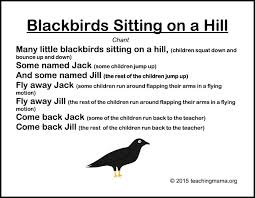 Blackbirds Sitting on a Hill
Chant
Many little blackbirds sitting on a hill, (children squat down and
bounce up and down)
Some named Jack (some children jump up)
And some named Jill (the rest of the children jump up)
Fly away Jack (some of the children run around flapping their arms in a flying
motion)
Fly away Jill (the rest of the children run around flapping their arms in a flying
motion)
Come back Jack (some of the children run back to the teacher)
Come back Jill (the rest of the children run back to the teacher)
© 2015 teachingmama.org